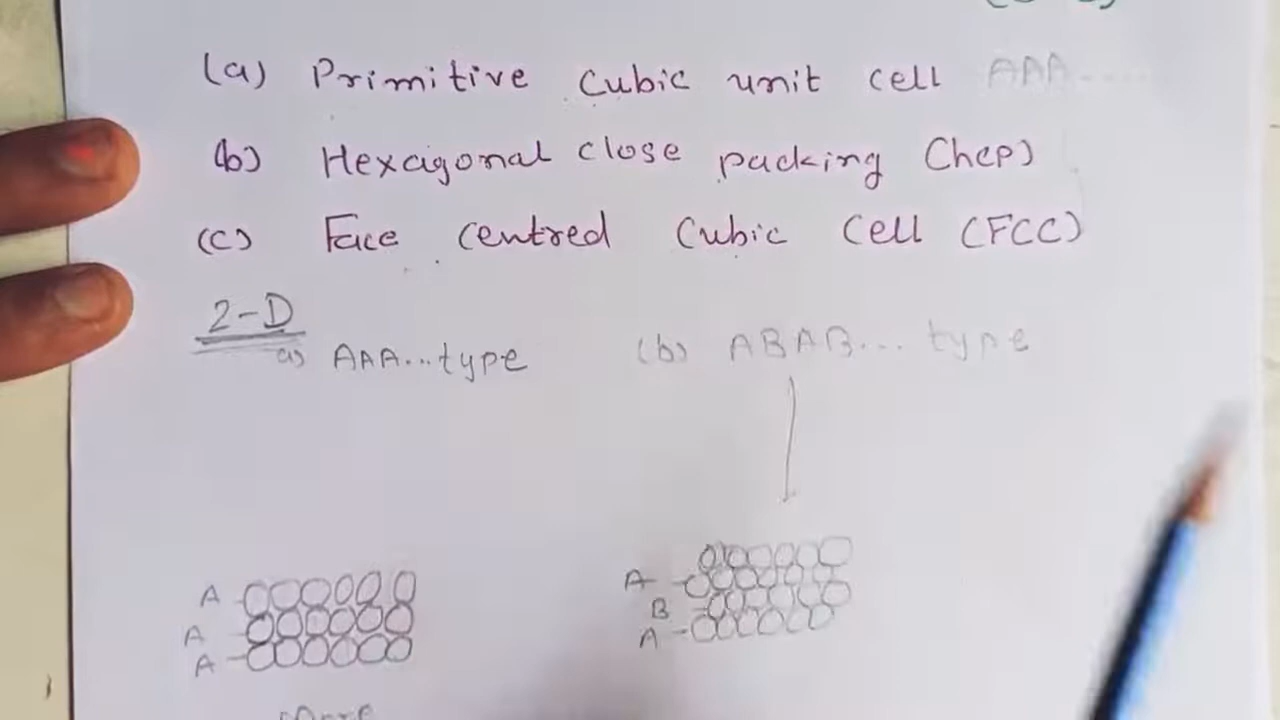 (a) Primitive cubic unit cell AAA.....
(b) Hexagonal close packing (hcp)
(c) Face centred cubic cell (FCC)
2-D
a) AAA...type (b) ABAB... type
A
A
A
A
B
A